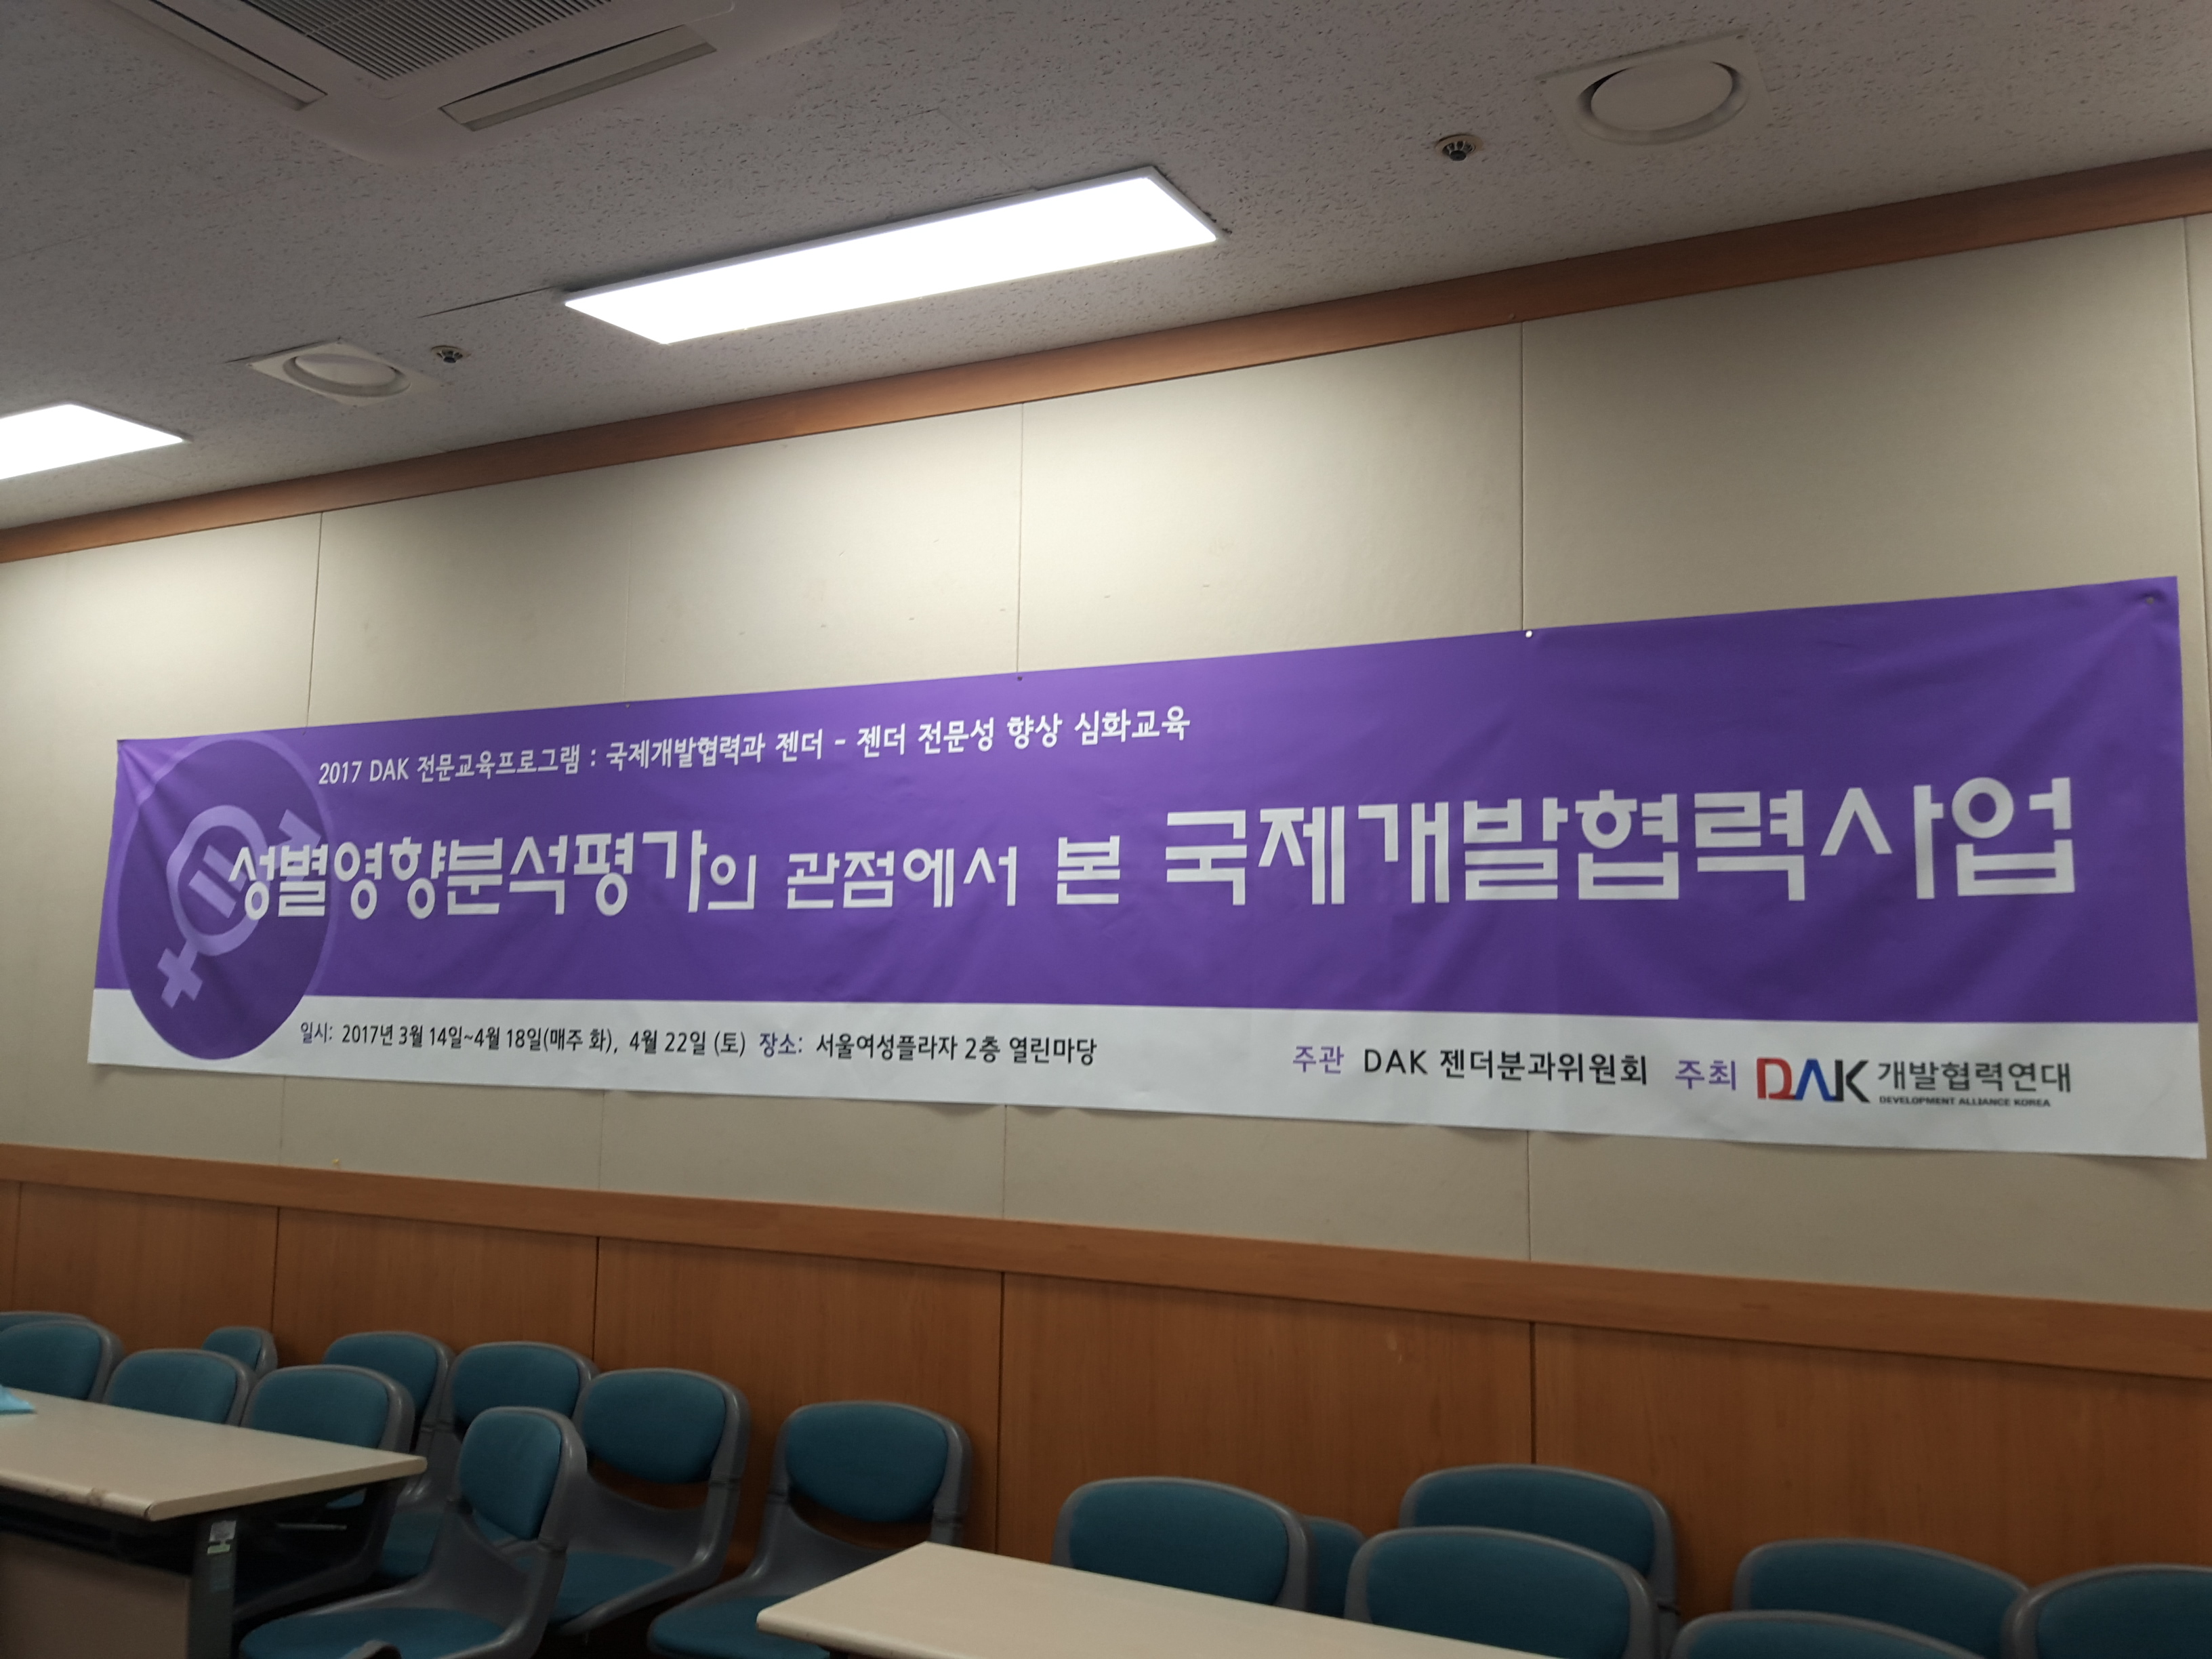 2017 DAK 전문교육프로그램 : 국제개발협력과 젠더 - 젠더 전문성 향상 심화교육
성별영향분석평가의 관점에서 본 국제개발협력사업
일시: 2017년 3월 14일~4월 18일(매주 화), 4월 22일 (토) 장소: 서울여성플라자 2층 열린마당
주관 DAK 젠더분과위원회 주최 DAK 개발협력연대
DEVELOPMENT ALLIANCE KOREA